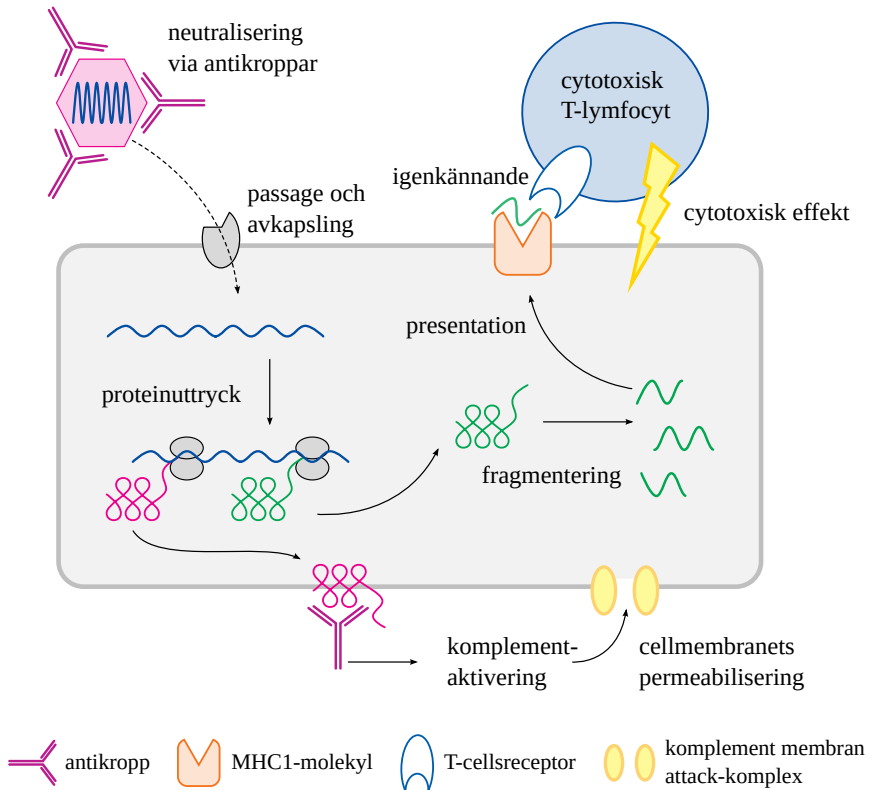 neutralisering
via antikroppar
cytotoxisk
T-lymfocyt
igenkännande
passage och
avkapsling
cytotoxisk effekt
presentation
proteinuttryck
fragmentering
komplement-
aktivering
cellmembranets
permeabilisering
antikropp
MHC1-molekyl
T-cellsreceptor
komplement membran
attack-komplex